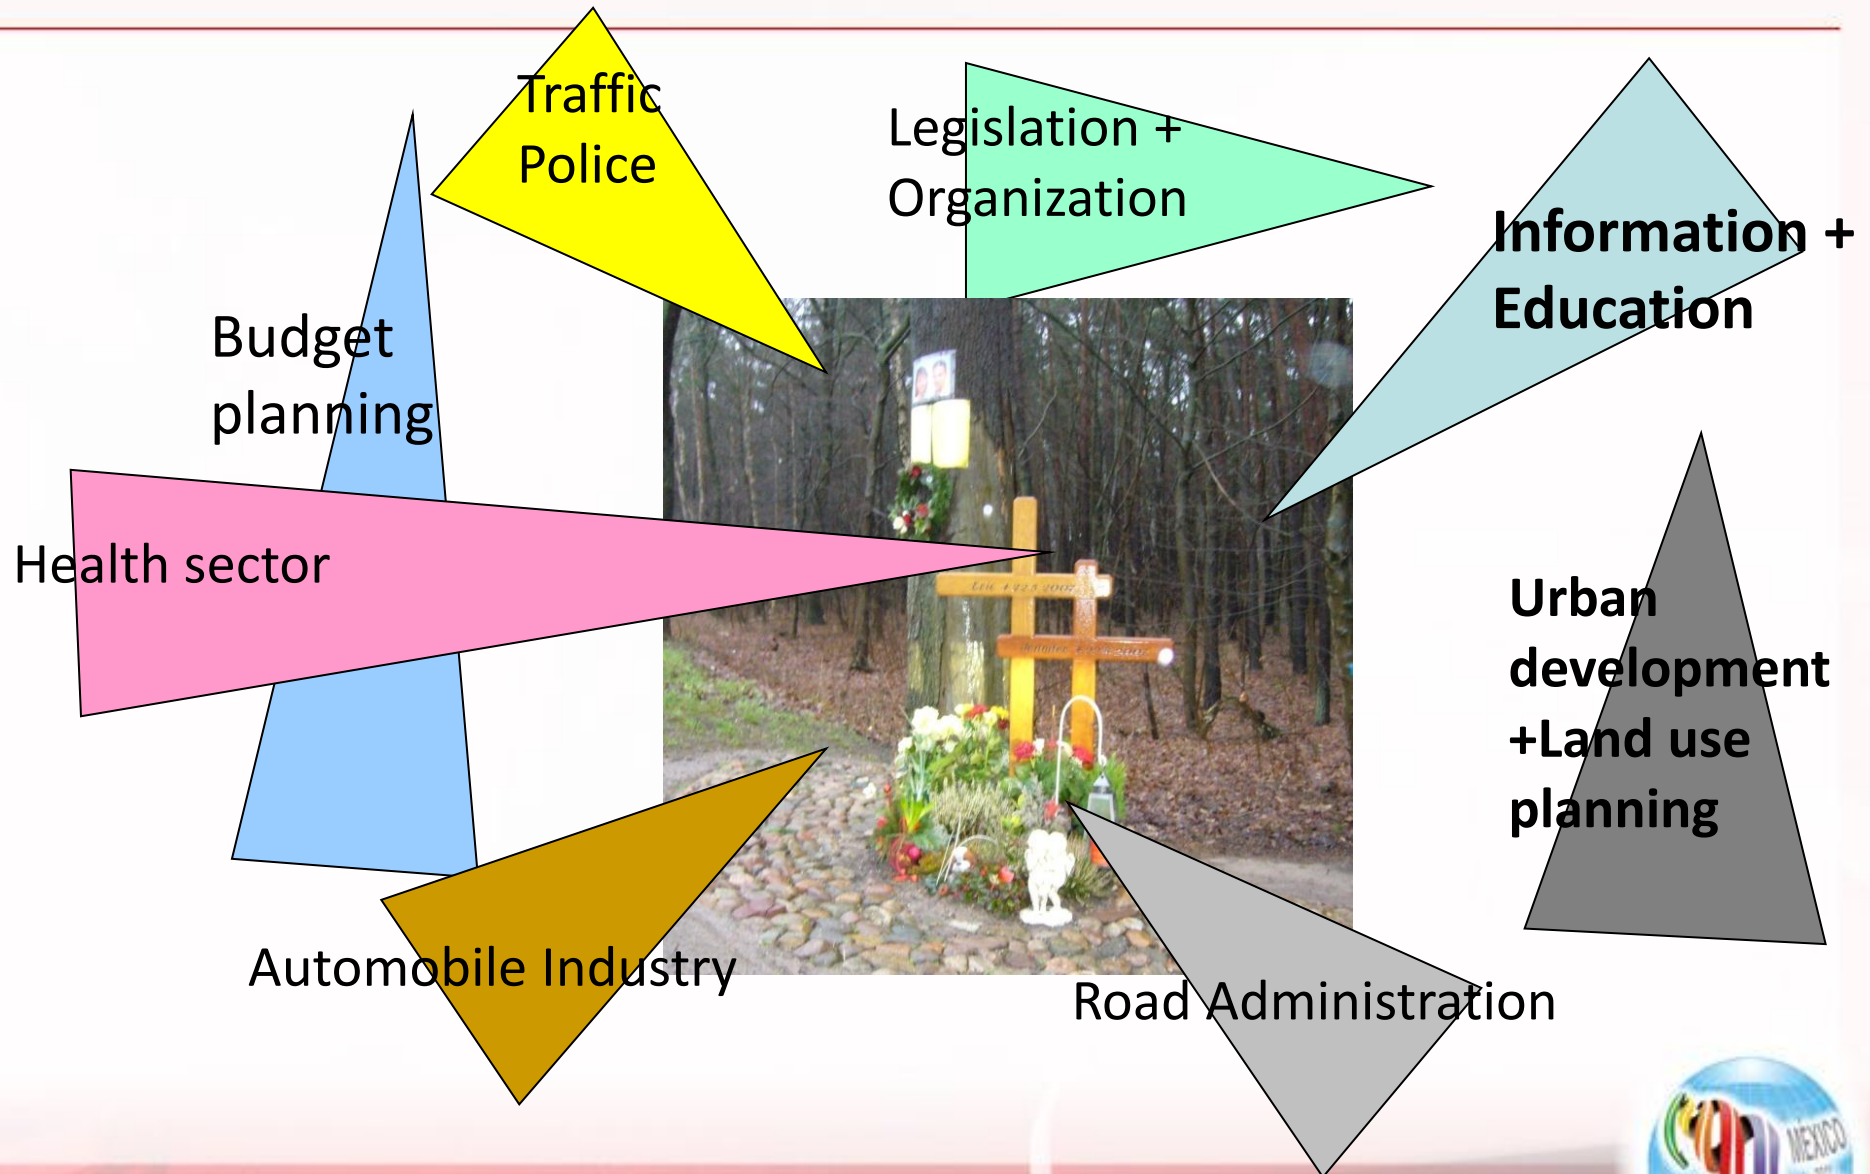 Traffic
Police
Legislation +
Organization
Information +
Education
Budget
planning
Health sector
Urban
development
+Land use
planning
Automobile Industry
Road Administration
MÉXICO